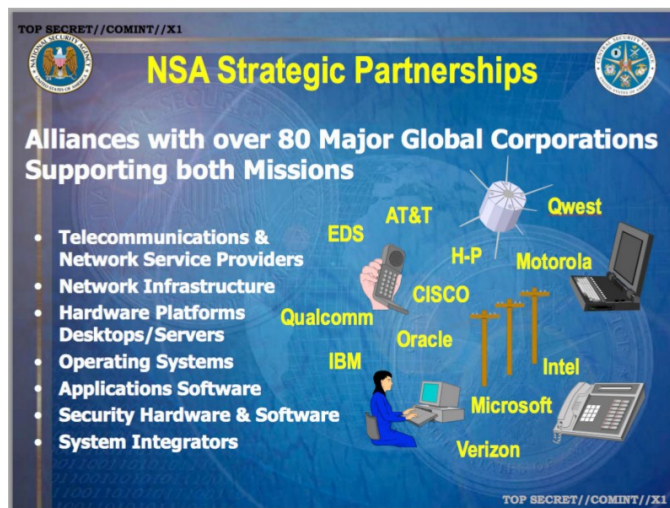 TOP SECRET//COMINT//X1
NSA Strategic Partnerships
Alliances with over 80 Major Global Corporations
Supporting both Missions
• Telecommunications &
Network Service Providers
• Network Infrastructure
• Hardware Platforms
Desktops/Servers
• Operating Systems
• Applications Software
• Security Hardware & Software
• System Integrators
EDS
AT&T
Qwest
H-P
Motorola
CISCO
Qualcomm
Oracle
IBM
Intel
Microsoft
Verizon
TOP SECRET//COMINT//X1